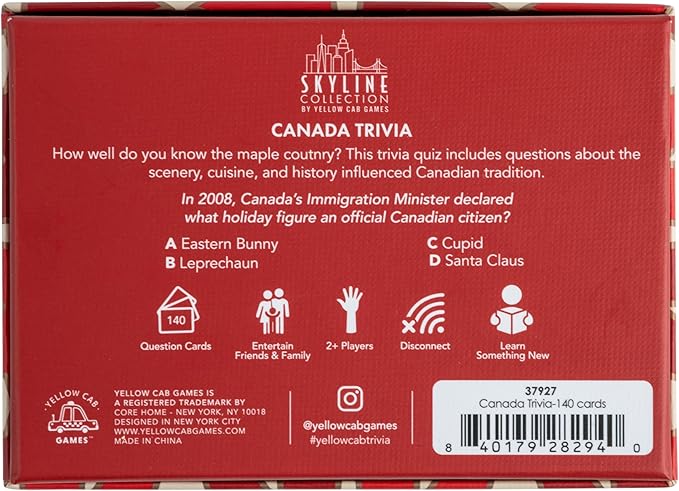 SKYLINE
COLLECTION
BY YELLOW CAB GAMES
CANADA TRIVIA
How well do you know the maple coutnry? This trivia quiz includes questions about the
scenery, cuisine, and history influenced Canadian tradition.
In 2008, Canada's Immigration Minister declared
what holiday figure an official Canadian citizen?
A Eastern Bunny
B Leprechaun
C Cupid
D Santa Claus
140
Question Cards
Entertain
Friends & Family
2+ Players
Disconnect
Learn
Something New
YELLOW CAB
GAMES™
YELLOW CAB GAMES IS
A REGISTERED TRADEMARK BY
CORE HOME - NEW YORK, NY 10018
DESIGNED IN NEW YORK CITY
WWW.YELLOWCABGAMES.COM
MADE IN CHINA
@yellowcabgames
#yellowcabtrivia
37927
Canada Trivia-140 cards
8 40179 28294 0